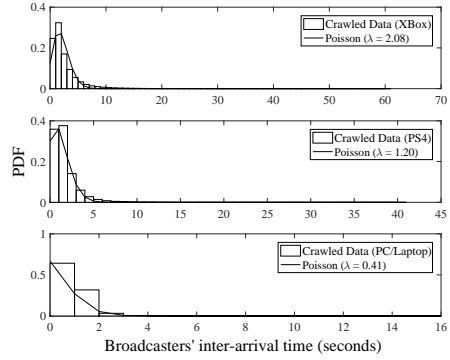 0.4
Crawled Data (XBox)
Poisson (λ = 2.08)
0.2
0
0 10 20 30 40 50 60 70
0.4
Crawled Data (PS4)
Poisson (λ = 1.20)
0.2
0
0 5 10 15 20 25 30 35 40 45
PDF
1
Crawled Data (PC/Laptop)
Poisson (λ = 0.41)
0.5
0
0 2 4 6 8 10 12 14 16
Broadcasters' inter-arrival time (seconds)